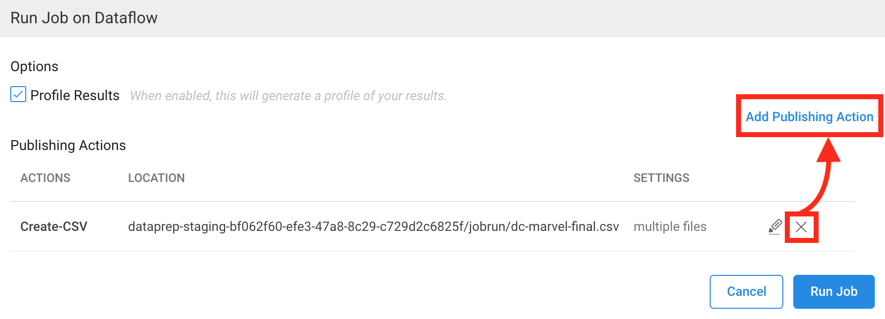 Run Job on Dataflow
Options
Profile Results When enabled, this will generate a profile of your results.
Add Publishing Action
Publishing Actions
ACTIONS LOCATION SETTINGS
Create-CSV dataprep-staging-bf062f60-efe3-47a8-8c29-c729d2c6825f/jobrun/dc-marvel-final.csv multiple files
Cancel Run Job